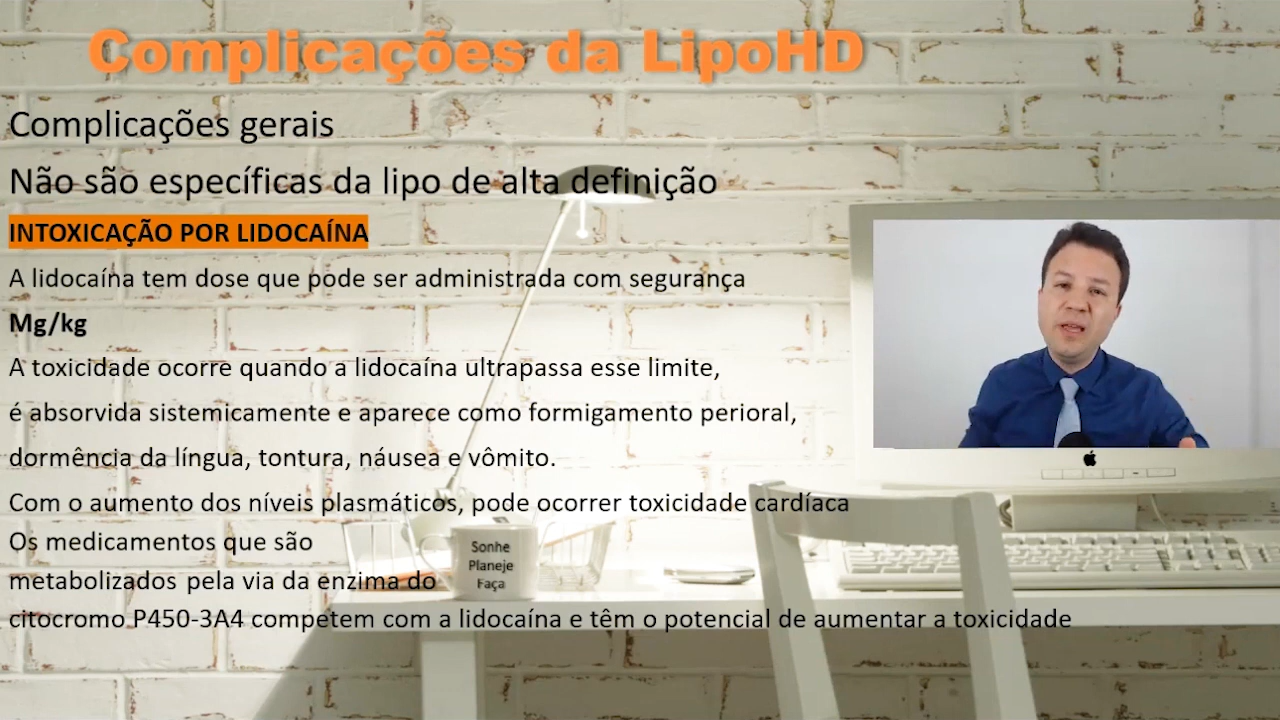 Complicações da LipoHD
Complicações gerais
Não são específicas da lipo de alta definição
INTOXICAÇÃO POR LIDOCAÍNA
A lidocaína tem dose que pode ser administrada com segurança
Mg/kg
A toxicidade ocorre quando a lidocaína ultrapassa esse limite,
é absorvida sistemicamente e aparece como formigamento perioral,
dormência da língua, tontura, náusea e vômito.
Com o aumento dos níveis plasmáticos, pode ocorrer toxicidade cardíaca
Os medicamentos que são
metabolizados pela via da enzima do
citocromo P450-3A4 competem com a lidocaína e têm o potencial de aumentar a toxicidade
Sonhe
Planeje
Faça